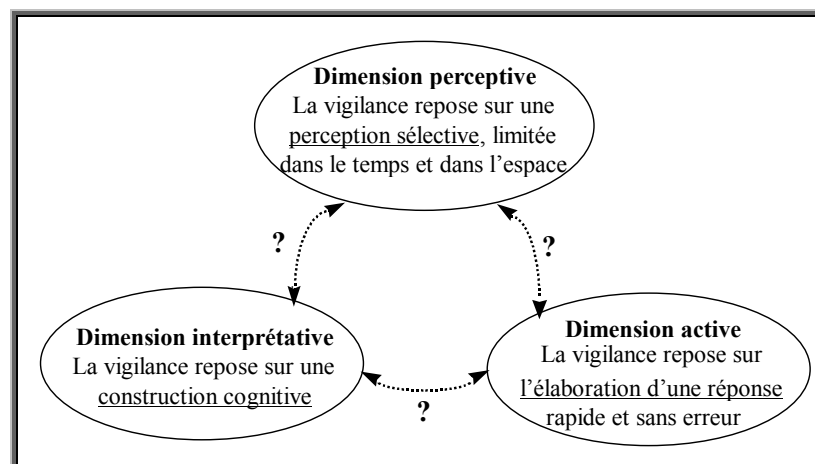 Dimension perceptive
La vigilance repose sur une
perception sélective, limitée
dans le temps et dans l'espace
?
?
Dimension interprétative
La vigilance repose sur une
construction cognitive
Dimension active
La vigilance repose sur
l'élaboration d'une réponse
rapide et sans erreur
?